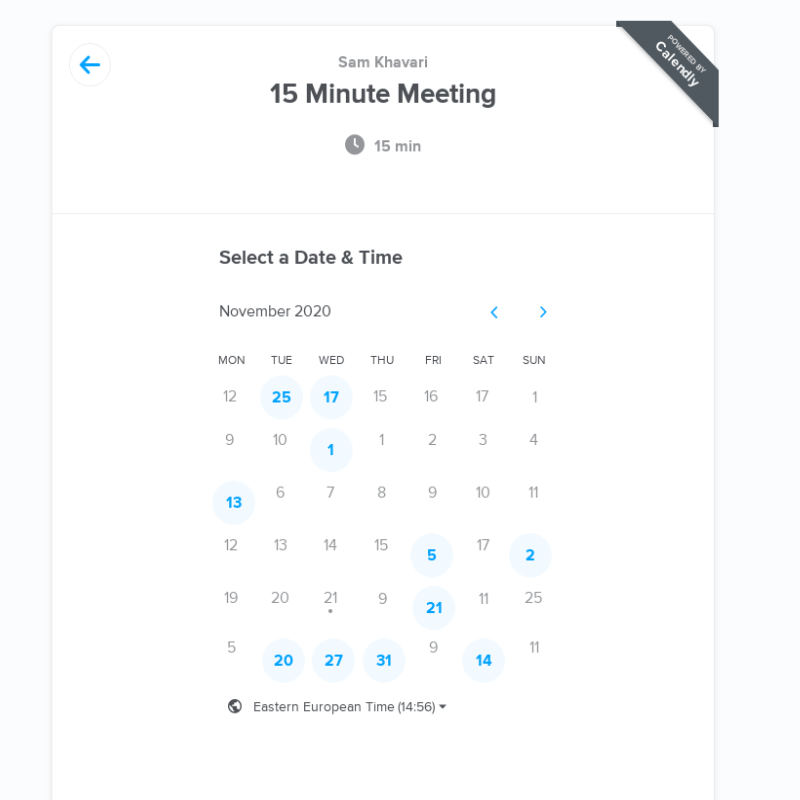 POWERED BY
Calendly
Sam Khavari
15 Minute Meeting
15 min
Select a Date & Time
November 2020
MON TUE WED THU FRI SAT SUN
12 25 17 15 16 17 1
9 10 1 1 2 3 4
13 6 7 8 9 10 11
12 13 14 15 5 17 2
19 20 21 9 21 11 25
5 20 27 31 9 14 11
Eastern European Time (14:56)